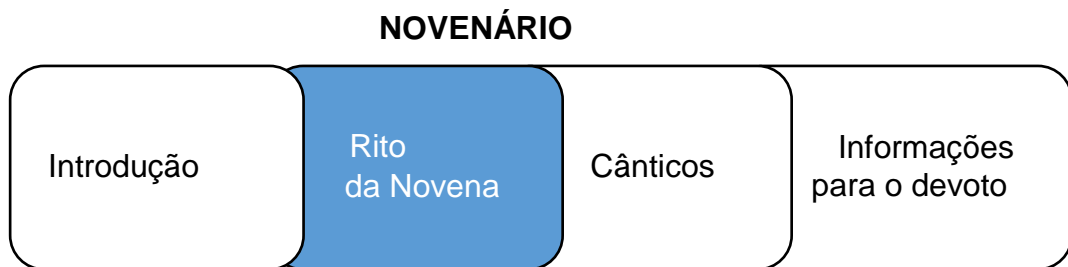 NOVENÁRIO
Introdução
Rito
da Novena
Cânticos
Informações
para o devoto